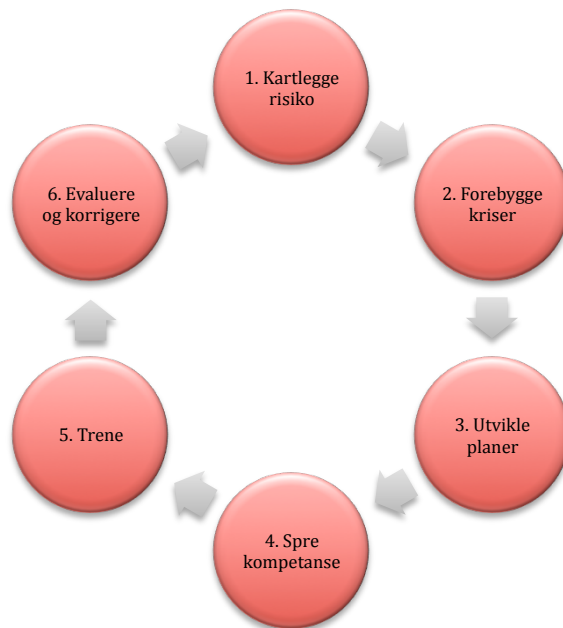 1. Kartlegge
risiko
2. Forebygge
kriser
3. Utvikle
planer
4. Spre
kompetanse
5. Trene
6. Evaluere
og korrigere